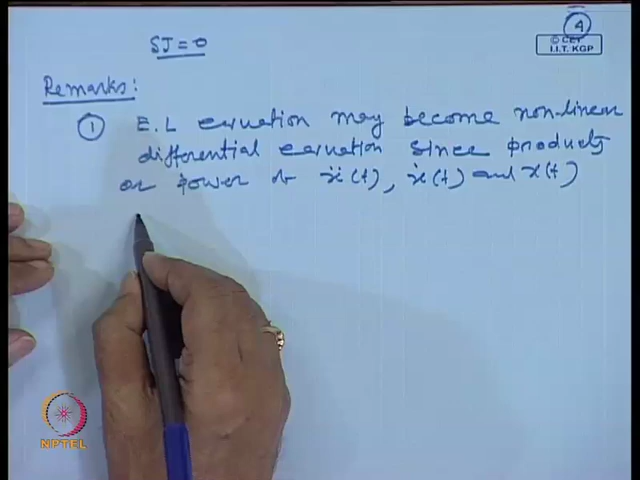 4
© CET
I.I.T. KGP
SJ = 0
Remarks:
1 E.L equation may become non-linear
differential equation since products
or power of ẍ(t), ẋ(t) and x(t)
NPTEL